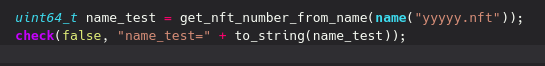 uint64_t name_test = get_nft_number_from_name(name("yyyyy.nft"));
check(false, "name_test=" + to_string(name_test));